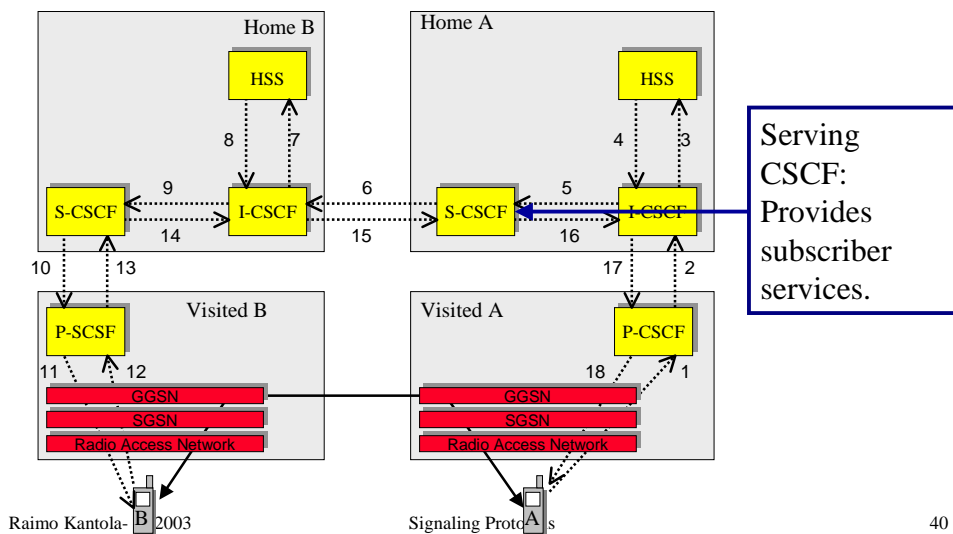 Home B
Home A
HSS
HSS
8
7
4
3
Serving
CSCF:
Provides
subscriber
services.
9
6
5
S-CSCF
I-CSCF
S-CSCF
I-CSCF
14
15
16
10
13
17
2
Visited B
Visited A
P-SCSF
P-CSCF
11
12
18
1
GGSN
GGSN
SGSN
SGSN
Radio Access Network
Radio Access Network
B
A
Raimo Kantola- 2003
Signaling
40